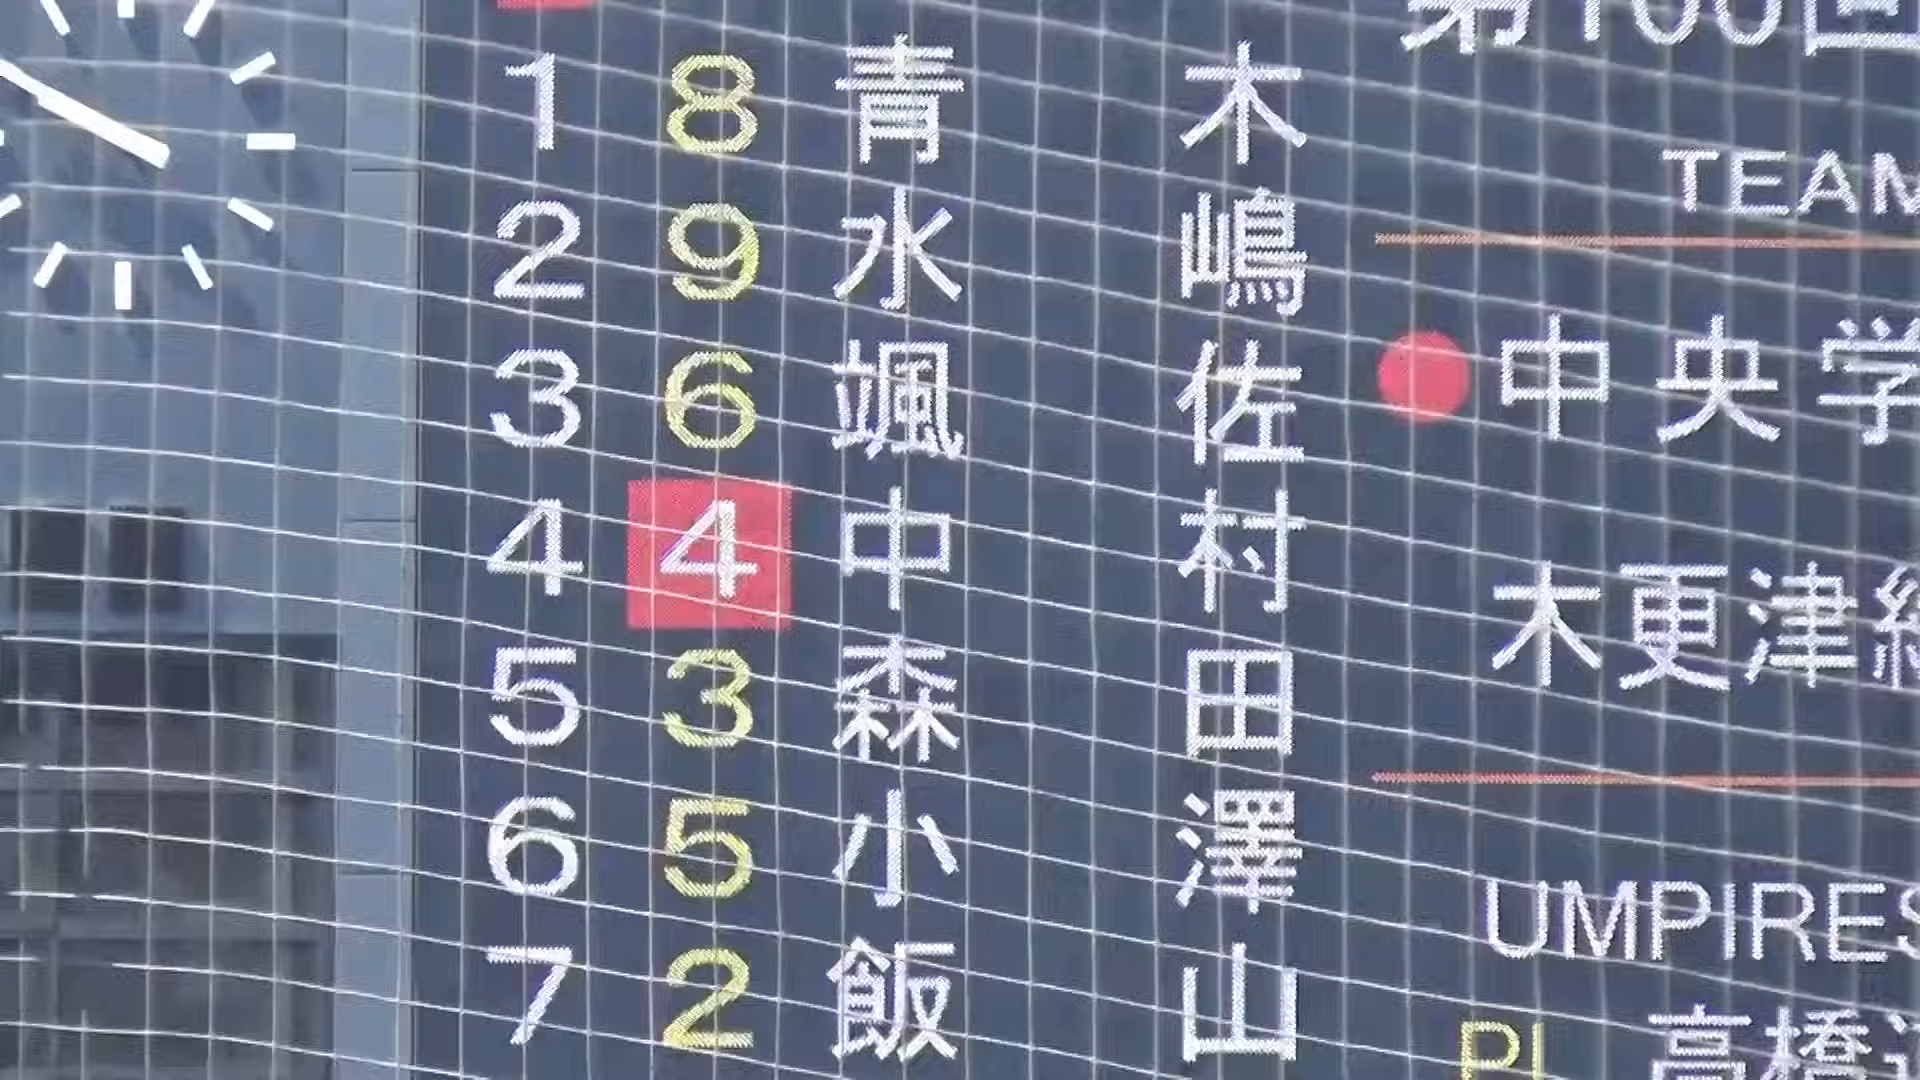 1 8 青木
2 9 水嶋
3 6 颯佐
4 4 中村
5 3 森田
6 5 小澤
7 2 飯山
第100回
TEAM
中央学
木更津総
UMPIRES
PL 高橋